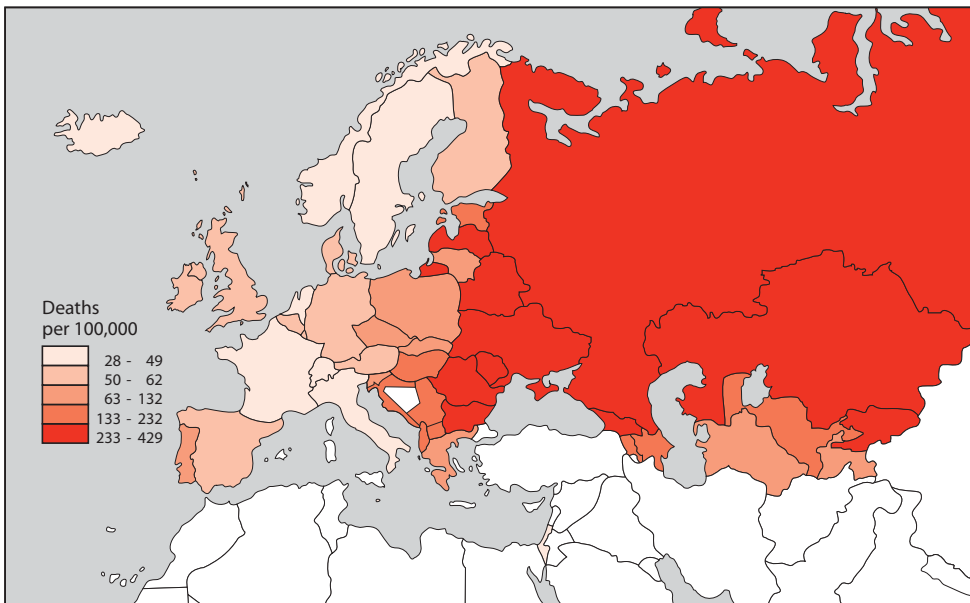 Deaths
per 100,000
28 - 49
50 - 62
63 - 132
133 - 232
233 - 429